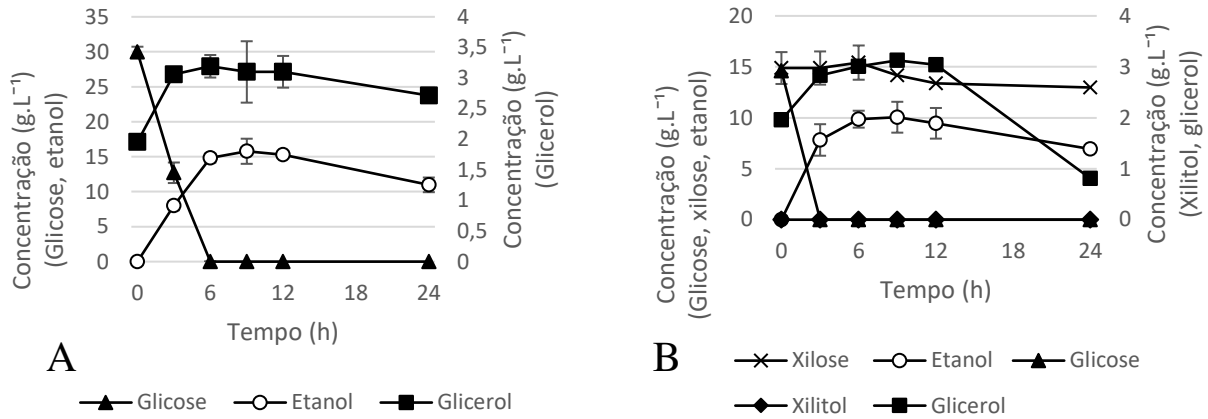 Concentração (g.L⁻¹)
(Glicose, etanol)
35
30
25
20
15
10
5
0
4
3,5
3
2,5
2
1,5
1
0,5
0
Concentração (g.L⁻¹)
(Glicerol)
0 6 12 18 24
Tempo (h)
A
Glicose Etanol Glicerol
Concentração (g.L⁻¹)
(Glicose, xilose, etanol)
20
15
10
5
0
4
3
2
1
0
Concentração (g.L⁻¹)
(Xilitol, glicerol)
0 6 12 18 24
Tempo (h)
B
Xilose Etanol Glicose
Xilitol Glicerol